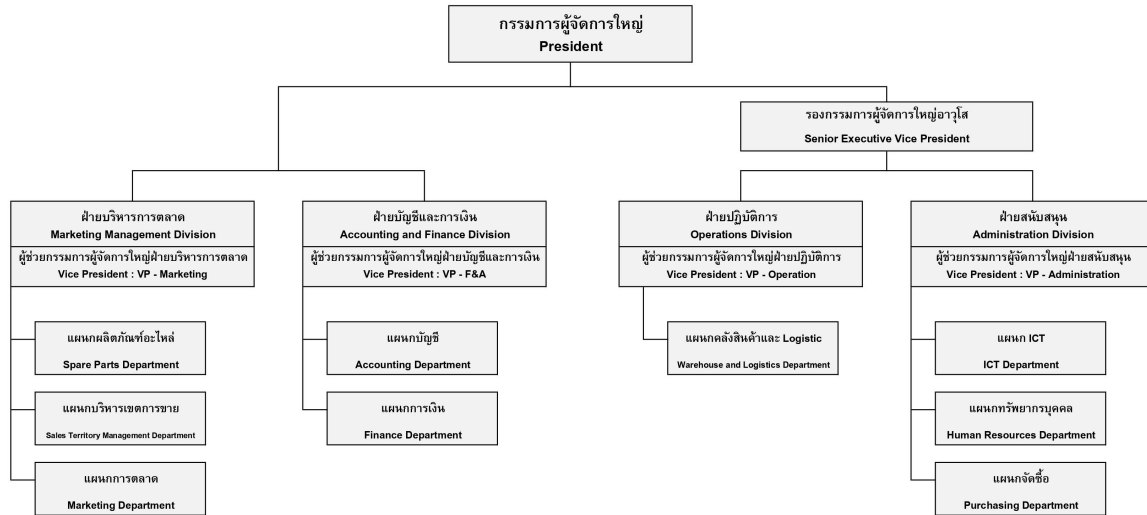 กรรมการผู้จัดการใหญ่
President
รองกรรมการผู้จัดการใหญ่อาวุโส
Senior Executive Vice President
ฝ่ายบริหารการตลาด
Marketing Management Division
ผู้ช่วยกรรมการผู้จัดการใหญ่ฝ่ายบริหารการตลาด
Vice President : VP - Marketing
ฝ่ายบัญชีและการเงิน
Accounting and Finance Division
ผู้ช่วยกรรมการผู้จัดการใหญ่ฝ่ายบัญชีและการเงิน
Vice President : VP - F&A
ฝ่ายปฏิบัติการ
Operations Division
ผู้ช่วยกรรมการผู้จัดการใหญ่ฝ่ายปฏิบัติการ
Vice President : VP - Operation
ฝ่ายสนับสนุน
Administration Division
ผู้ช่วยกรรมการผู้จัดการใหญ่ฝ่ายสนับสนุน
Vice President : VP - Administration
แผนกผลิตภัณฑ์อะไหล่
Spare Parts Department
แผนกบริหารเขตการขาย
Sales Territory Management Department
แผนกการตลาด
Marketing Department
แผนกบัญชี
Accounting Department
แผนกการเงิน
Finance Department
แผนกคลังสินค้าและ Logistic
Warehouse and Logistics Department
แผนก ICT
ICT Department
แผนกทรัพยากรบุคคล
Human Resources Department
แผนกจัดซื้อ
Purchasing Department